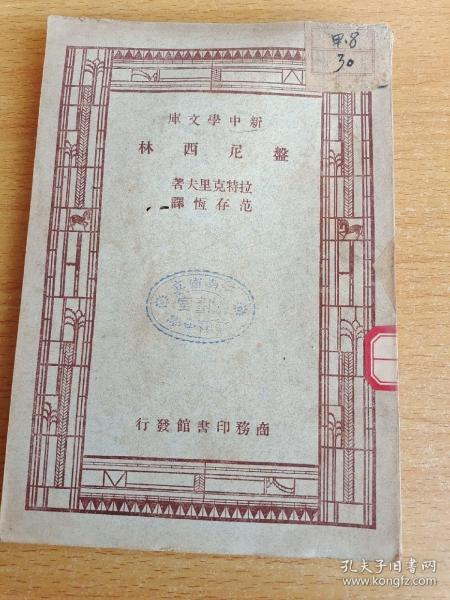 甲·8
30
新中學文庫
盤尼西林
拉特克里夫著
范存恆譯
商務印書館發行
孔夫子旧书网
www.kongfz.com